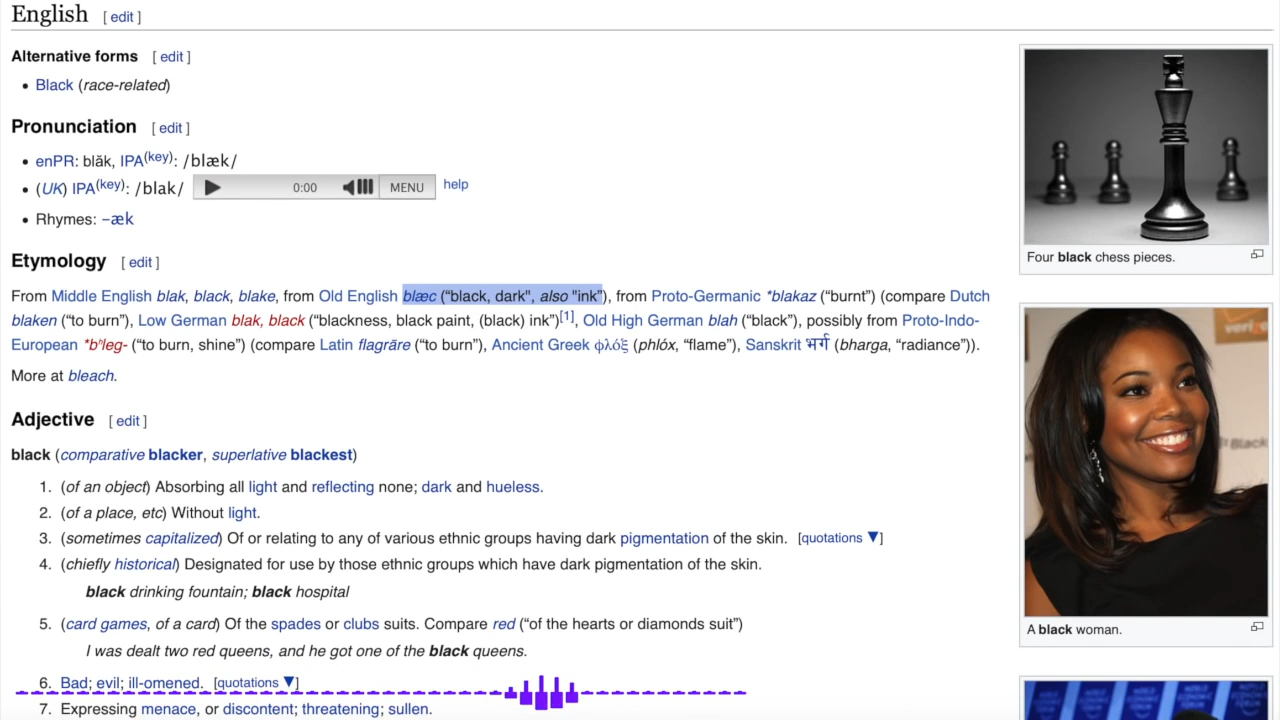 English [ edit ]
Alternative forms [ edit ]
• Black (race-related)
Pronunciation [ edit ]
• enPR: blăk, IPA(key): /blæk/
• (UK) IPA(key): /blak/ 0:00 MENU help
• Rhymes: -æk
Etymology [ edit ]
From Middle English blak, black, blake, from Old English blæc (“black, dark", also "ink”), from Proto-Germanic *blakaz (“burnt”) (compare Dutch
blaken (“to burn”), Low German blak, black (“blackness, black paint, (black) ink”)[1], Old High German blah (“black”), possibly from Proto-Indo-
European *bʰleg- (“to burn, shine”) (compare Latin flagrāre (“to burn”), Ancient Greek φλόξ (phlóx, “flame”), Sanskrit भर्ग (bharga, “radiance”)).
More at bleach.
Adjective [ edit ]
black (comparative blacker, superlative blackest)
1. (of an object) Absorbing all light and reflecting none; dark and hueless.
2. (of a place, etc) Without light.
3. (sometimes capitalized) Of or relating to any of various ethnic groups having dark pigmentation of the skin. [quotations ▼]
4. (chiefly historical) Designated for use by those ethnic groups which have dark pigmentation of the skin.
black drinking fountain; black hospital
5. (card games, of a card) Of the spades or clubs suits. Compare red (“of the hearts or diamonds suit”)
I was dealt two red queens, and he got one of the black queens.
6. Bad; evil; ill-omened. [quotations ▼]
7. Expressing menace, or discontent; threatening; sullen.
Four black chess pieces.
A black woman.